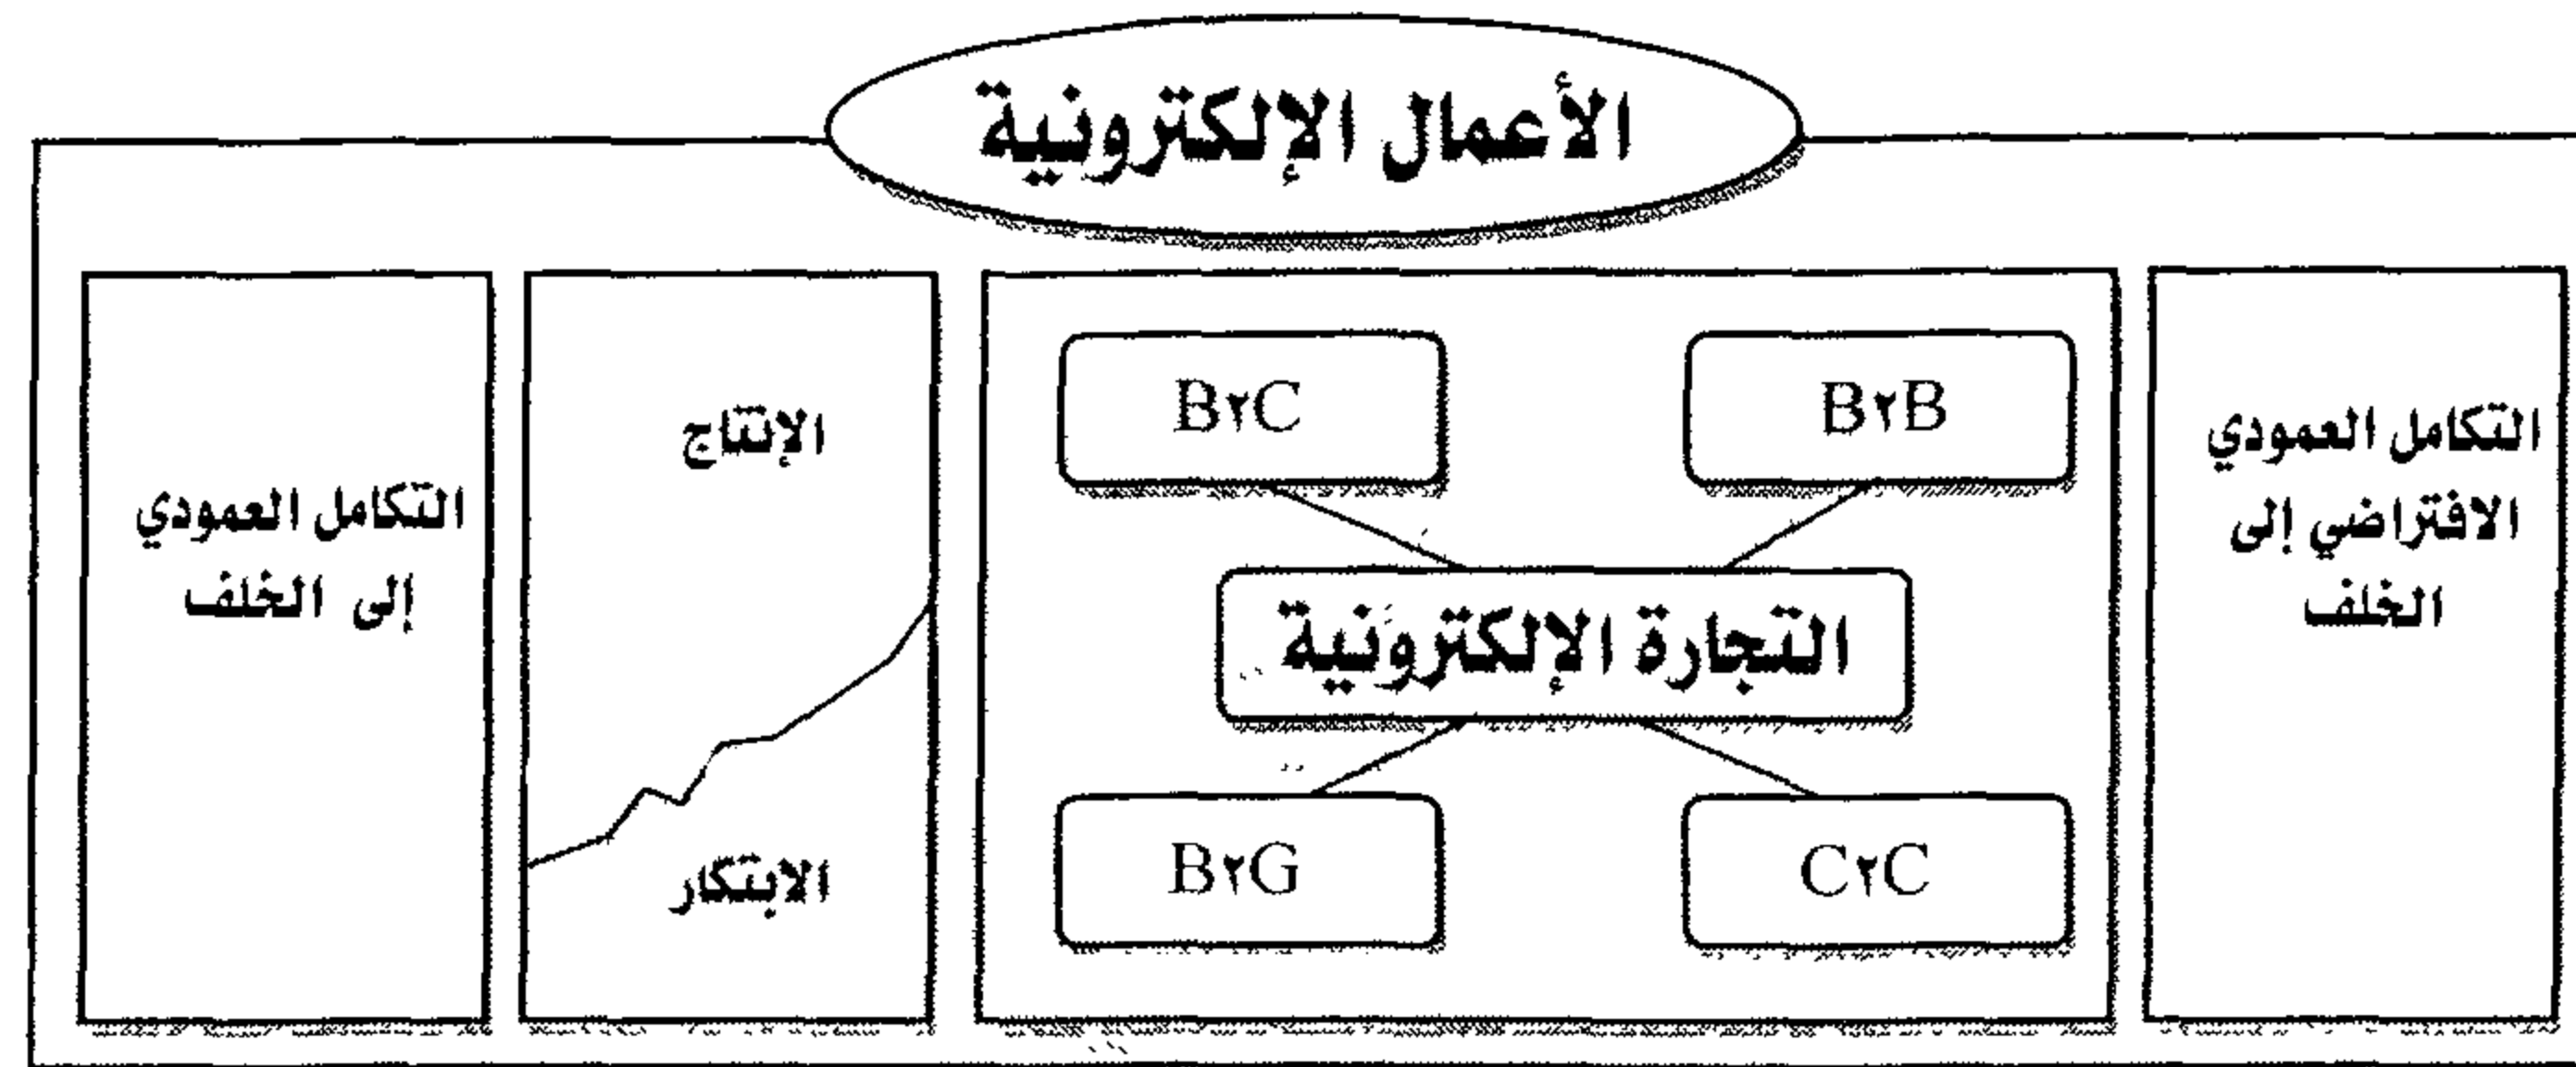 الأعمال الإلكترونية
التكامل العمودي
الافتراضي إلى
الخلف
B٢B
B٢C
التجارة الإلكترونية
C٢C
B٢G
الإنتاج
الابتكار
التكامل العمودي
إلى الخلف